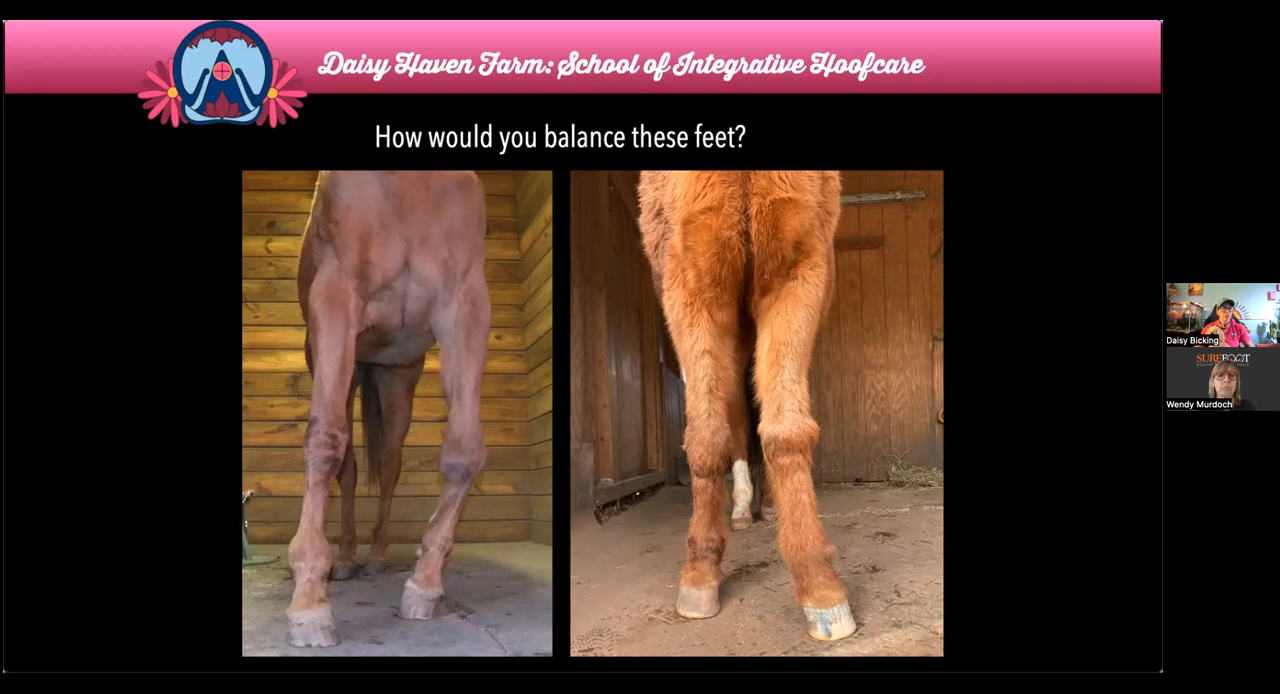 Daisy Haven Farm: School of Integrative Hoofcare
How would you balance these feet?
Daisy Bicking
SUREFOOT
Wendy Murdoch